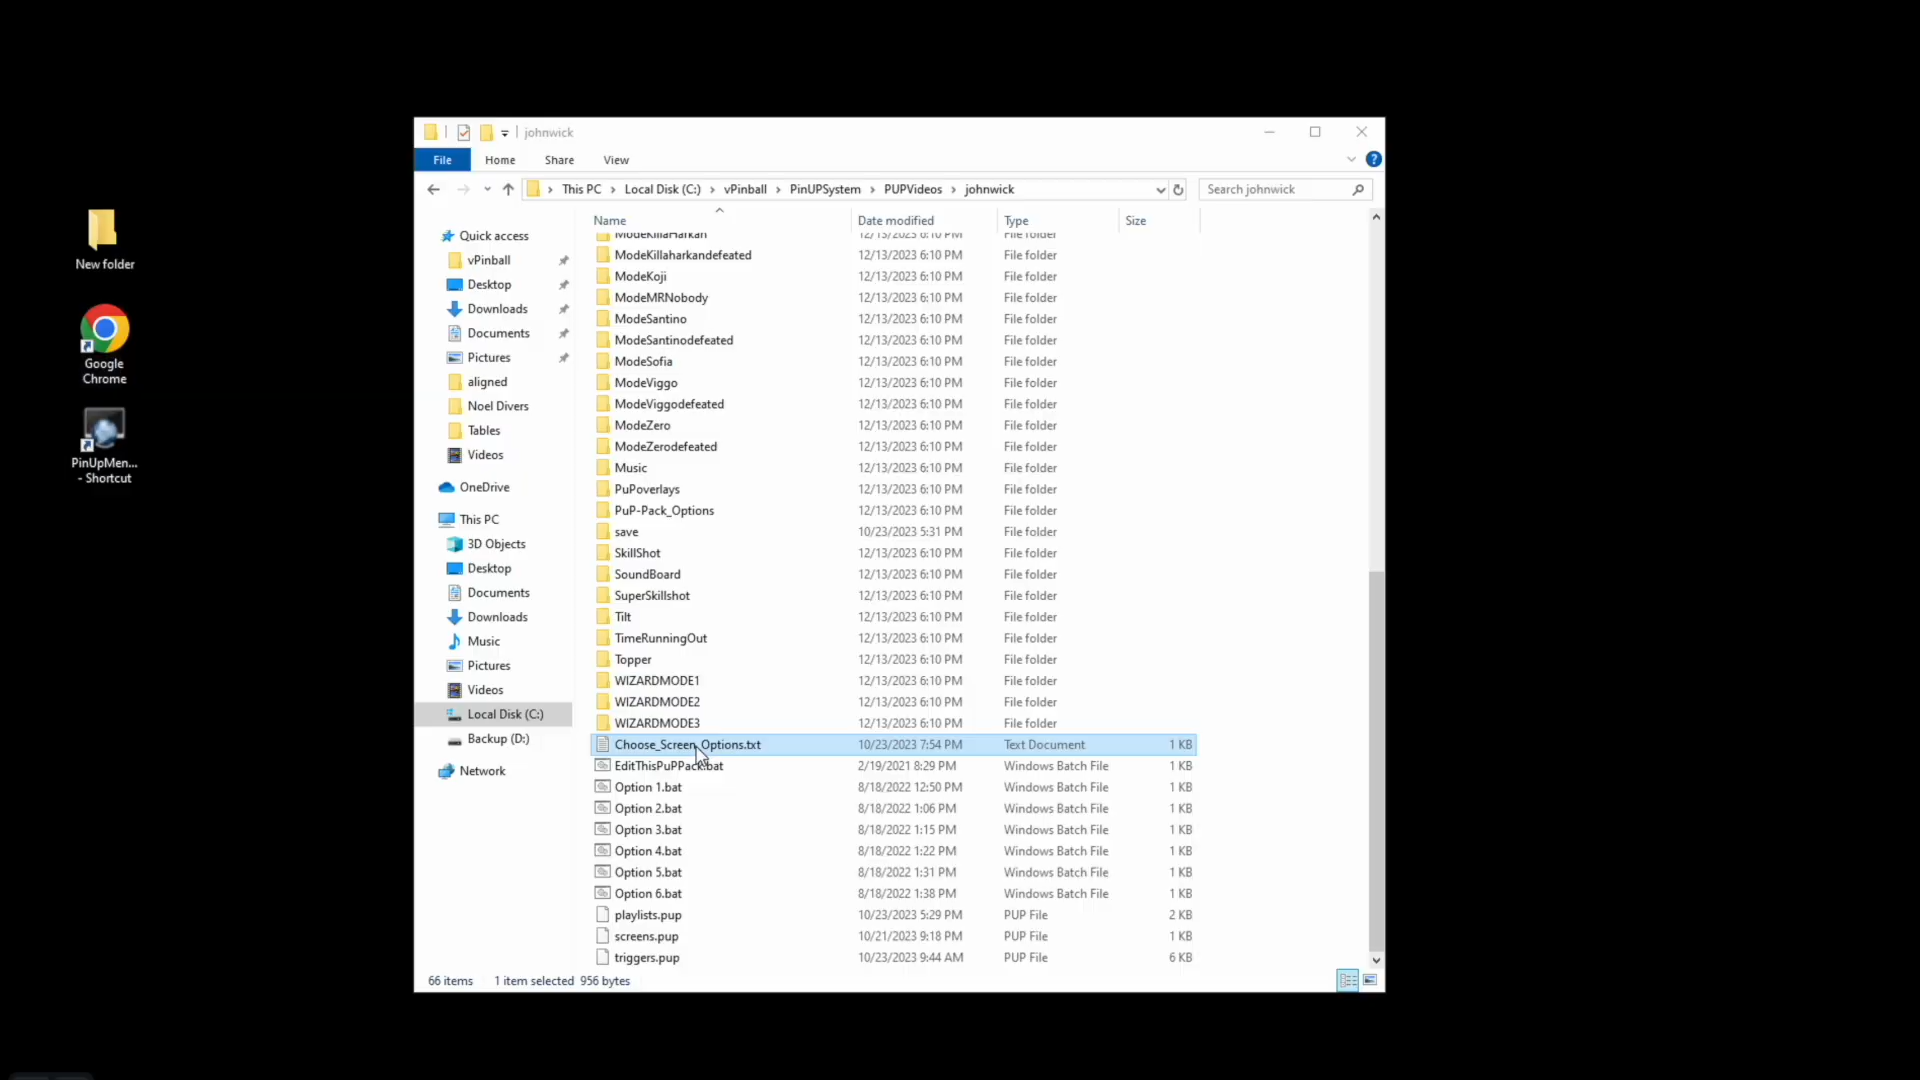 New folder
Google
Chrome
PinUpMen...
- Shortcut
johnwick
File Home Share View
This PC Local Disk (C:) vPinball PinUPSystem PUPVideos johnwick Search johnwick
Name Date modified Type Size
Quick access
vPinball
Desktop
Downloads
Documents
Pictures
aligned
Noel Divers
Tables
Videos
OneDrive
This PC
3D Objects
Desktop
Documents
Downloads
Music
Pictures
Videos
Local Disk (C:)
Backup (D:)
Network
ModeKillaHarkan 12/13/2023 6:10 PM File folder
ModeKillaharkandefeated 12/13/2023 6:10 PM File folder
ModeKoji 12/13/2023 6:10 PM File folder
ModeMRNobody 12/13/2023 6:10 PM File folder
ModeSantino 12/13/2023 6:10 PM File folder
ModeSantinodefeated 12/13/2023 6:10 PM File folder
ModeSofia 12/13/2023 6:10 PM File folder
ModeViggo 12/13/2023 6:10 PM File folder
ModeViggodefeated 12/13/2023 6:10 PM File folder
ModeZero 12/13/2023 6:10 PM File folder
ModeZerodefeated 12/13/2023 6:10 PM File folder
Music 12/13/2023 6:10 PM File folder
PuPoverlays 12/13/2023 6:10 PM File folder
PuP-Pack_Options 12/13/2023 6:10 PM File folder
save 10/23/2023 5:31 PM File folder
SkillShot 12/13/2023 6:10 PM File folder
SoundBoard 12/13/2023 6:10 PM File folder
SuperSkillshot 12/13/2023 6:10 PM File folder
Tilt 12/13/2023 6:10 PM File folder
TimeRunningOut 12/13/2023 6:10 PM File folder
Topper 12/13/2023 6:10 PM File folder
WIZARDMODE1 12/13/2023 6:10 PM File folder
WIZARDMODE2 12/13/2023 6:10 PM File folder
WIZARDMODE3 12/13/2023 6:10 PM File folder
Choose_Screen_Options.txt 10/23/2023 7:54 PM Text Document 1 KB
EditThisPuPPack.bat 2/19/2021 8:29 PM Windows Batch File 1 KB
Option 1.bat 8/18/2022 12:50 PM Windows Batch File 1 KB
Option 2.bat 8/18/2022 1:06 PM Windows Batch File 1 KB
Option 3.bat 8/18/2022 1:15 PM Windows Batch File 1 KB
Option 4.bat 8/18/2022 1:22 PM Windows Batch File 1 KB
Option 5.bat 8/18/2022 1:31 PM Windows Batch File 1 KB
Option 6.bat 8/18/2022 1:38 PM Windows Batch File 1 KB
playlists.pup 10/23/2023 5:29 PM PUP File 2 KB
screens.pup 10/21/2023 9:18 PM PUP File 1 KB
triggers.pup 10/23/2023 9:44 AM PUP File 6 KB
66 items 1 item selected 956 bytes